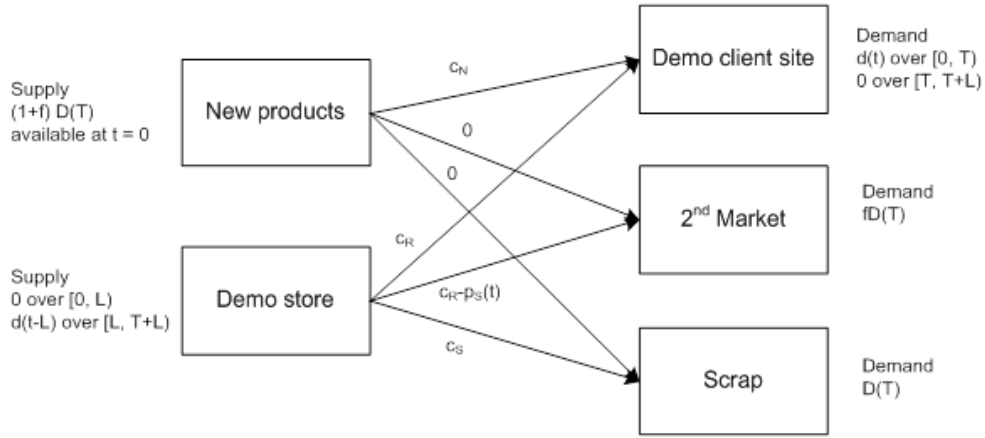 Supply
(1+f) D(T)
available at t = 0
New products
Supply
0 over [0, L)
d(t-L) over [L, T+L)
Demo store
c_N
0
0
c_R
c_R-p_S(t)
c_S
Demo client site
Demand
d(t) over [0, T)
0 over [T, T+L)
2nd Market
Demand
fD(T)
Scrap
Demand
D(T)